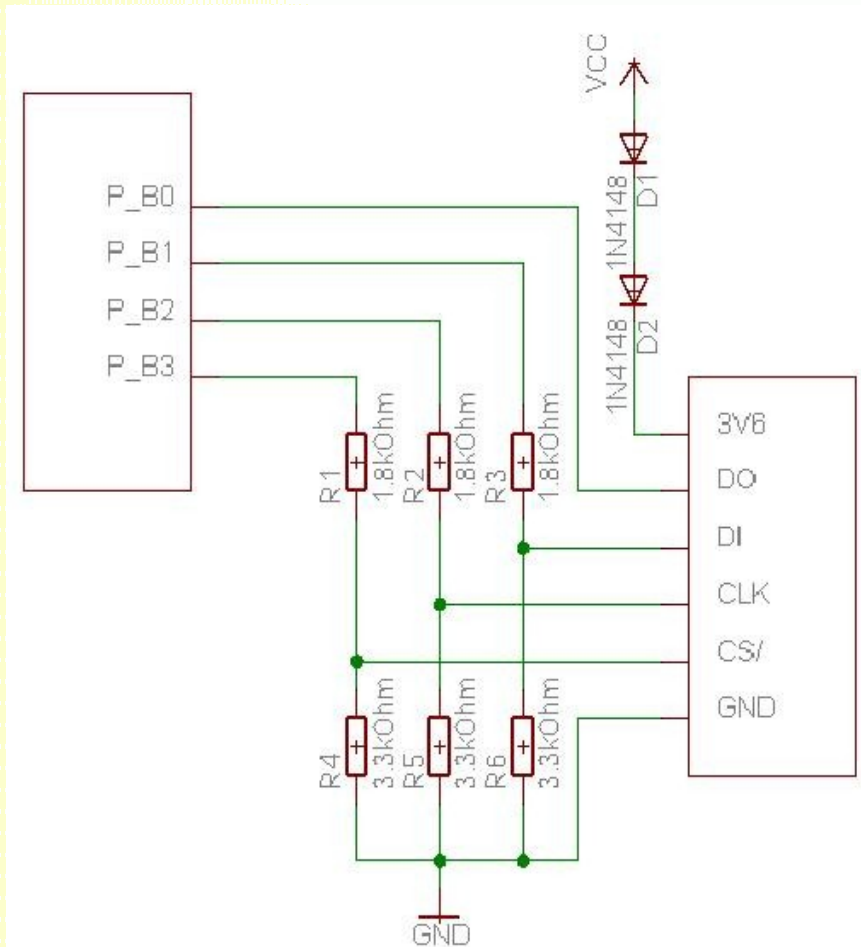 VCC
1N4148
D1
1N4148
D2
P_B0
P_B1
P_B2
P_B3
R1
1.8kOhm
R2
1.8kOhm
R3
1.8kOhm
3V6
DO
DI
CLK
CS/
GND
R4
3.3kOhm
R5
3.3kOhm
R6
3.3kOhm
GND